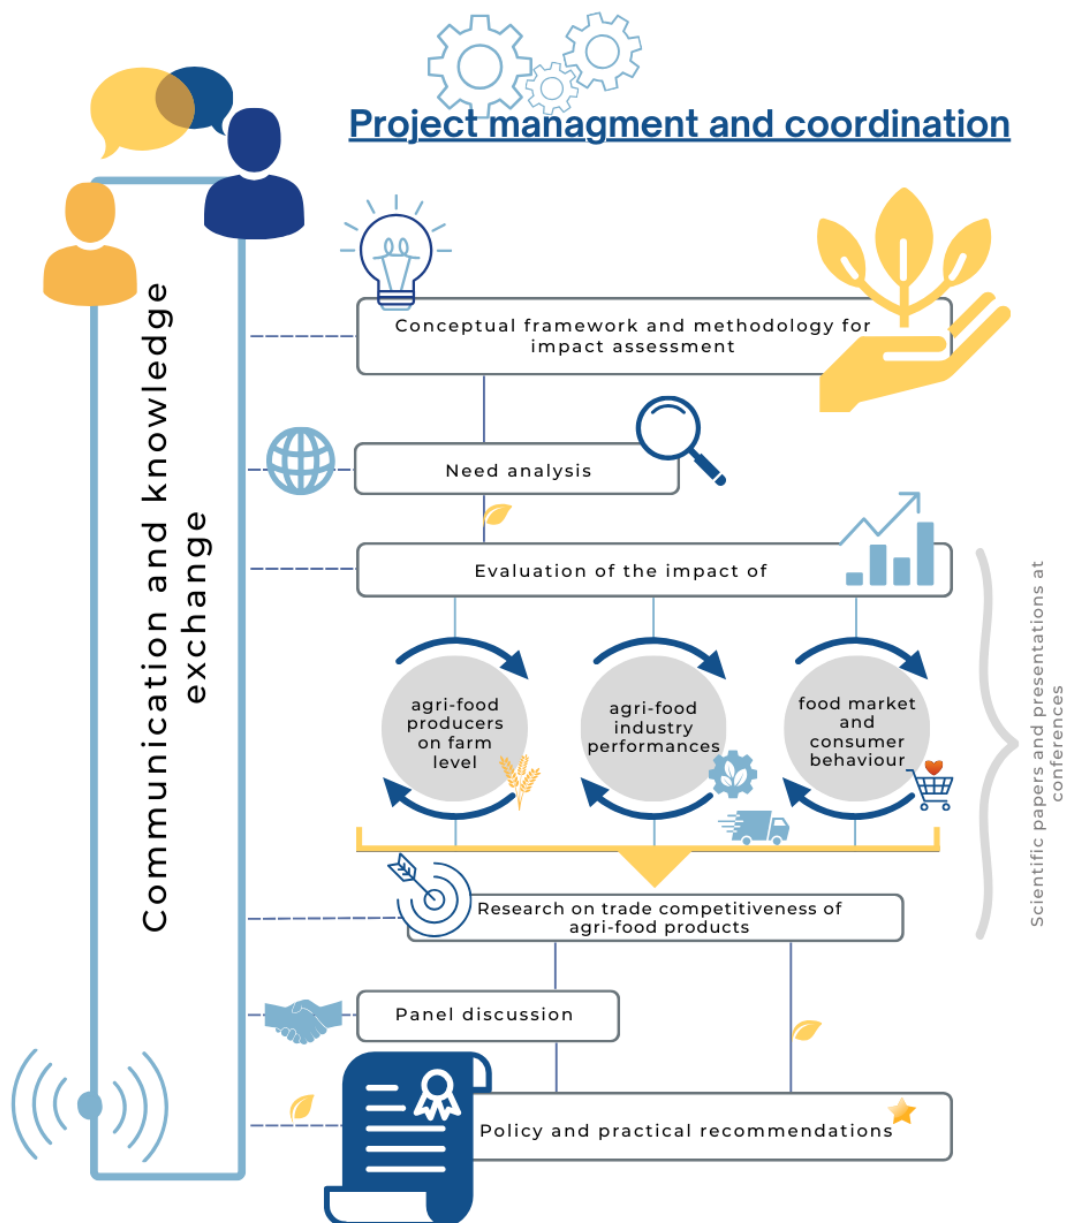 Project managment and coordination
Communication and knowledge
exchange
Conceptual framework and methodology for
impact assessment
Need analysis
Evaluation of the impact of
agri-food
producers
on farm
level
agri-food
industry
performances
food market
and
consumer
behaviour
Scientific papers and presentations at
conferences
Research on trade competitiveness of
agri-food products
Panel discussion
Policy and practical recommendations